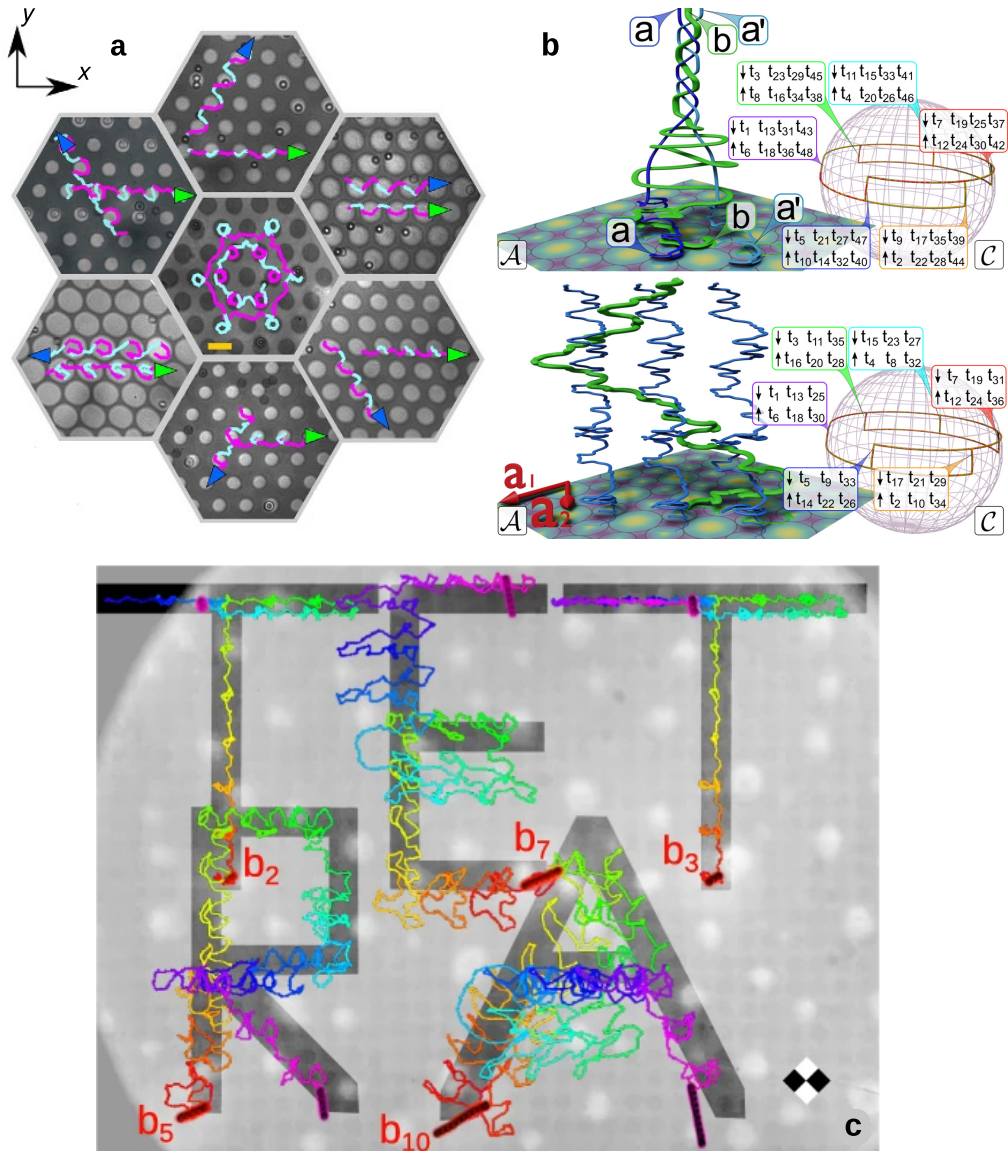 y
x
a
b
a b a'
↓ t₃ t₂₃ t₂₉ t₄₅
↑ t₈ t₁₆ t₃₄ t₃₈
↓ t₁₁ t₁₅ t₃₃ t₄₁
↑ t₄ t₂₀ t₂₆ t₄₆
↓ t₇ t₁₉ t₂₅ t₃₇
↑ t₁₂ t₂₄ t₃₀ t₄₂
↓ t₁ t₁₃ t₃₁ t₄₃
↑ t₆ t₁₈ t₃₆ t₄₈
a b a'
↓ t₅ t₂₁ t₂₇ t₄₇
↑ t₁₀ t₁₄ t₃₂ t₄₀
↓ t₉ t₁₇ t₃₅ t₃₉
↑ t₂ t₂₂ t₂₈ t₄₄
𝒜 𝒞
↓ t₃ t₁₁ t₃₅
↑ t₁₆ t₂₀ t₂₈
↓ t₁₅ t₂₃ t₂₇
↑ t₄ t₈ t₃₂
↓ t₇ t₁₉ t₃₁
↑ t₁₂ t₂₄ t₃₆
↓ t₁ t₁₃ t₂₅
↑ t₆ t₁₈ t₃₀
↓ t₅ t₉ t₃₃
↑ t₁₄ t₂₂ t₂₆
↓ t₁₇ t₂₁ t₂₉
↑ t₂ t₁₀ t₃₄
a₁
a₂
𝒜 𝒞
T E T
R A
b₂ b₇ b₃
b₅ b₁₀
c